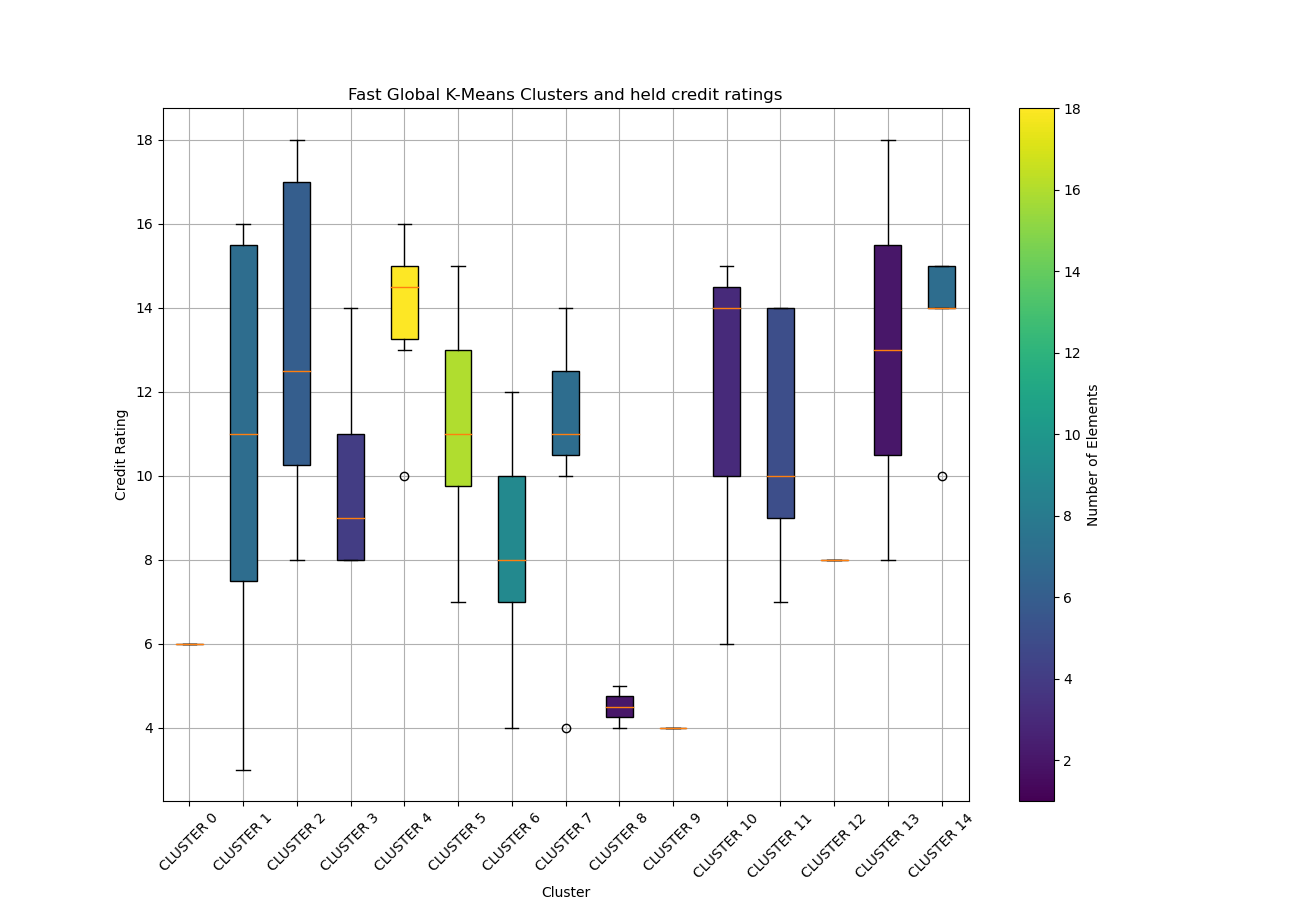 Fast Global K-Means Clusters and held credit ratings
18
16
14
12
10
8
6
4
Credit Rating
CLUSTER 0
CLUSTER 1
CLUSTER 2
CLUSTER 3
CLUSTER 4
CLUSTER 5
CLUSTER 6
CLUSTER 7
CLUSTER 8
CLUSTER 9
CLUSTER 10
CLUSTER 11
CLUSTER 12
CLUSTER 13
CLUSTER 14
Cluster
18
16
14
12
10
8
6
4
2
Number of Elements